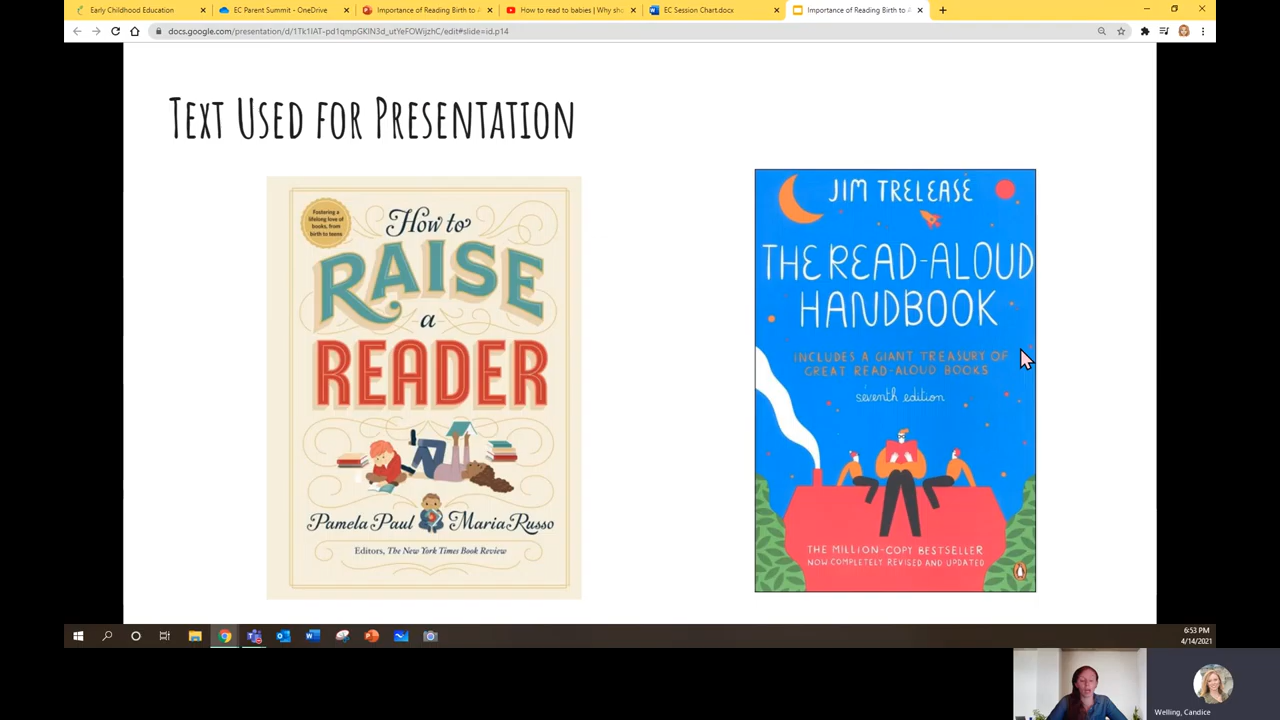 Early Childhood Education
EC Parent Summit - OneDrive
Importance of Reading Birth to
How to read to babies | Why sho
EC Session Chart.docx
Importance of Reading Birth to
docs.google.com/presentation/d/1Tk1IAT-pd1qmpGKIN3d_utYeFOWijzhC/edit#slide=id.p14
Text Used for Presentation
Fostering a
lifelong love of
books, from
birth to teens
How to
RAISE
a
READER
Pamela Paul
Maria Russo
Editors, The New York Times Book Review
JIM TRELEASE
THE READ-ALOUD
HANDBOOK
INCLUDES A GIANT TREASURY OF
GREAT READ-ALOUD BOOKS
seventh edition
THE MILLION-COPY BESTSELLER
NOW COMPLETELY REVISED AND UPDATED
6:53 PM
4/14/2021
Welling, Candice